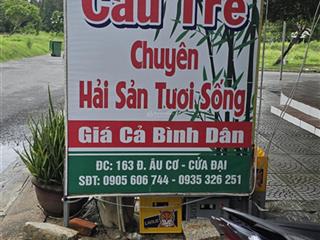 Cầu Tre
Chuyên
Hải Sản Tươi Sống
Giá Cả Bình Dân
ĐC: 163 Đ. ÂU CƠ - CỬA ĐẠI
SĐT: 0905 606 744 - 0935 326 251